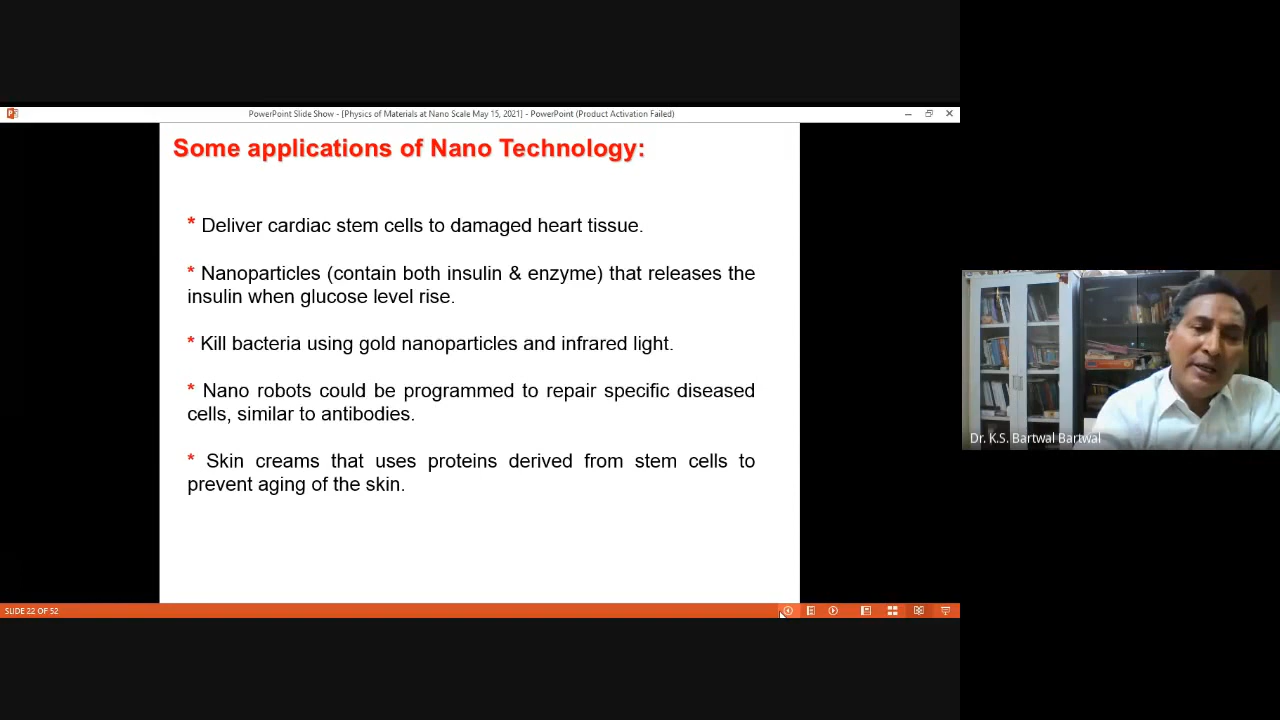 PowerPoint Slide Show - [Physics of Materials at Nano Scale May 15, 2021] - PowerPoint (Product Activation Failed)
Some applications of Nano Technology:
* Deliver cardiac stem cells to damaged heart tissue.
* Nanoparticles (contain both insulin & enzyme) that releases the
insulin when glucose level rise.
* Kill bacteria using gold nanoparticles and infrared light.
* Nano robots could be programmed to repair specific diseased
cells, similar to antibodies.
* Skin creams that uses proteins derived from stem cells to
prevent aging of the skin.
Dr. K.S. Bartwal Bartwal
SLIDE 22 OF 52